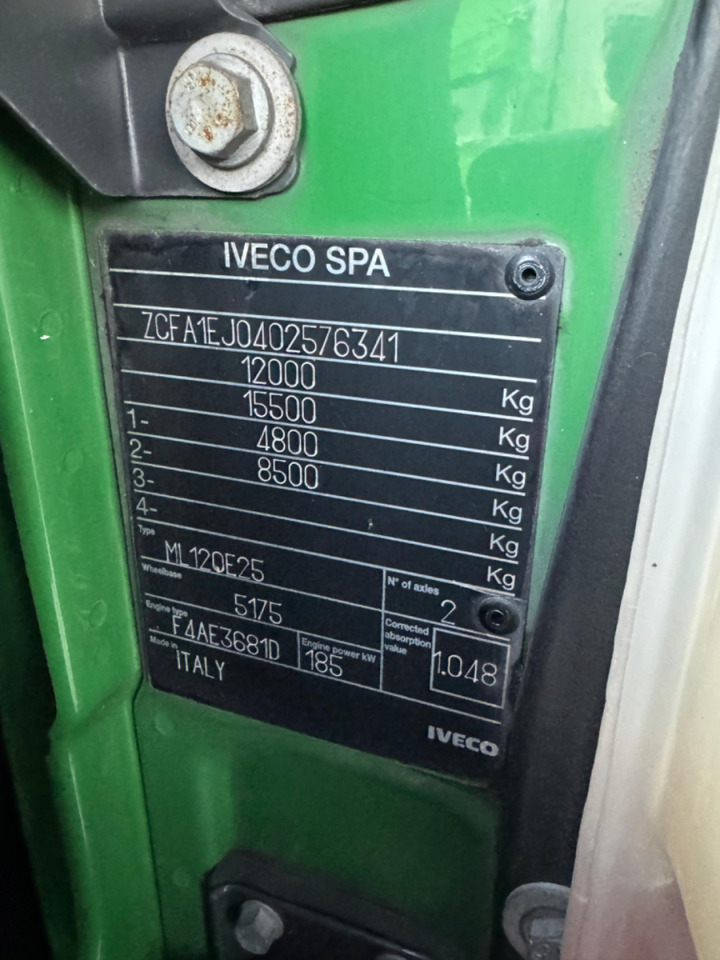 IVECO SPA
ZCFA1EJ0402576341
12000 Kg
15500 Kg
1- 4800 Kg
2- 8500 Kg
3- Kg
4- Kg
Type ML120E25
Wheelbase 5175
N° of axles 2
Engine type F4AE3681D
Engine power kW 185
Corrected absorption value 1.048
Made in ITALY
IVECO